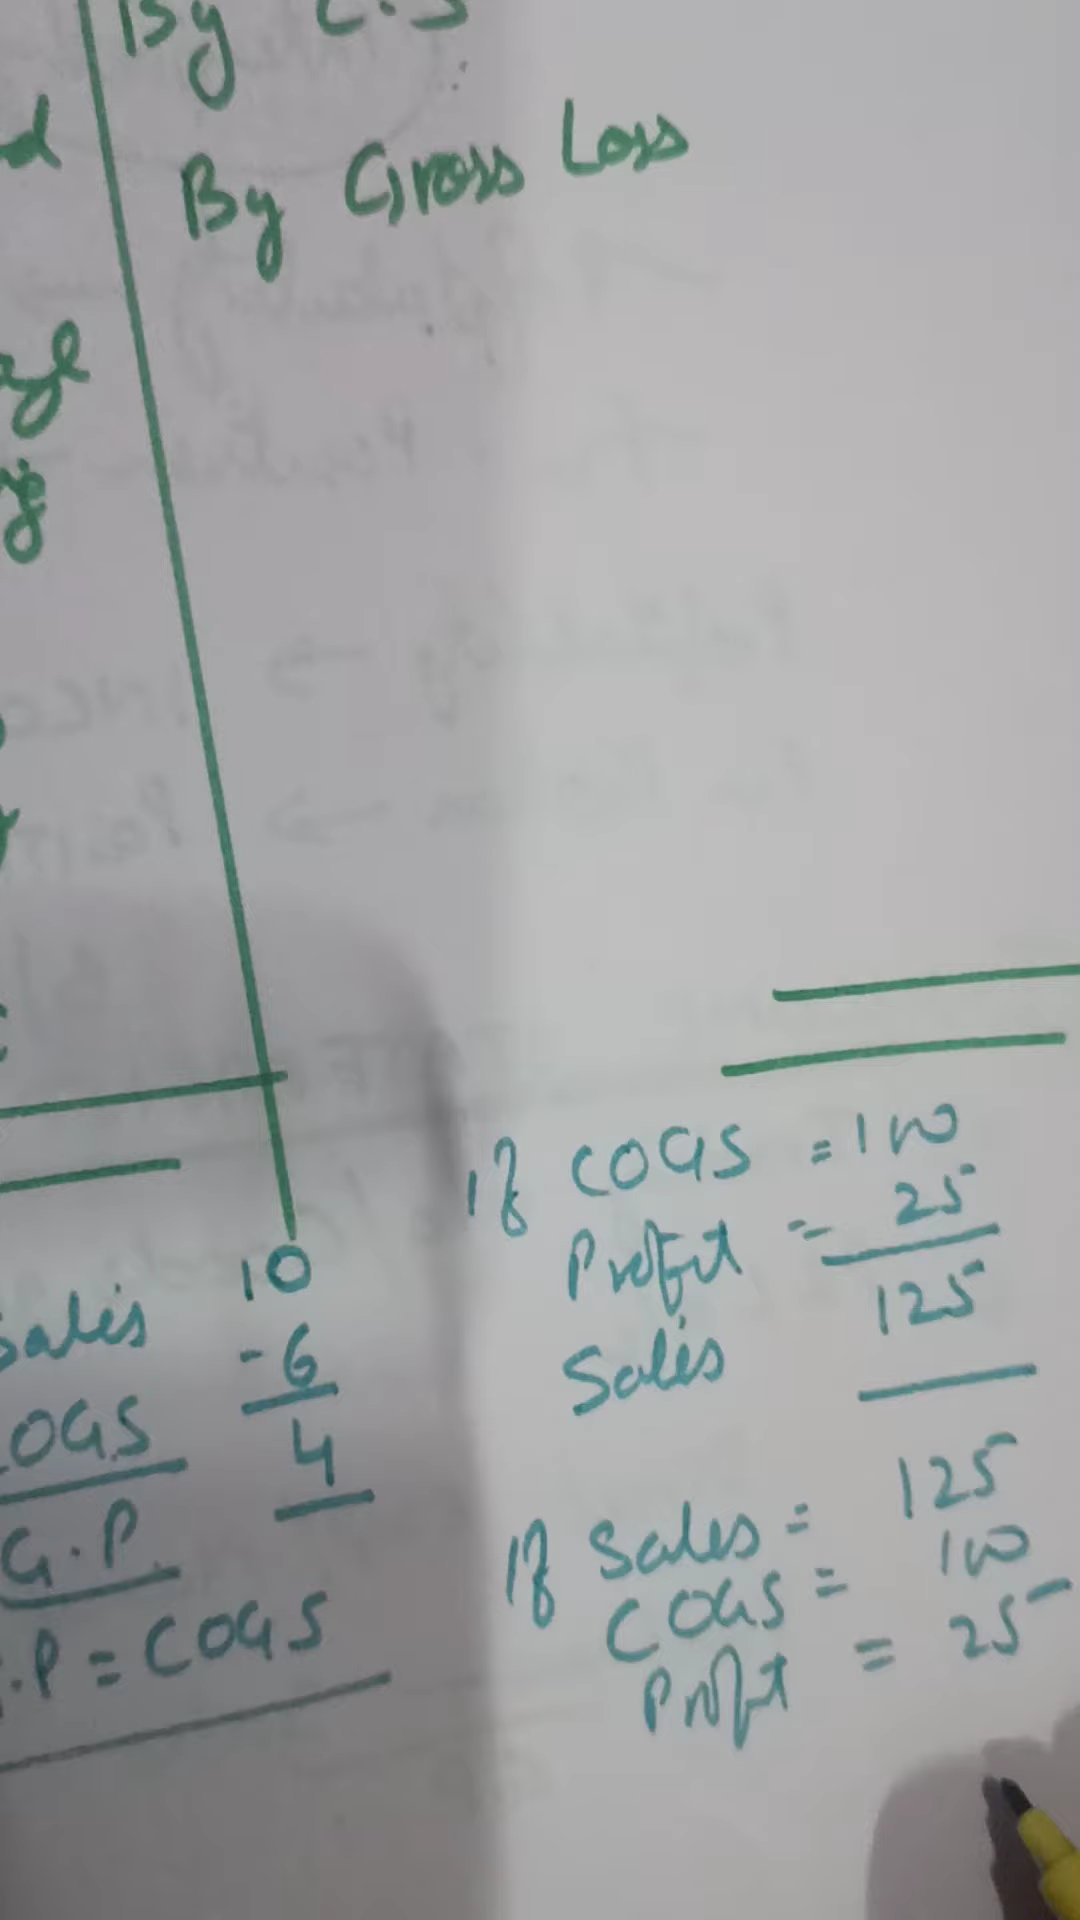 By C.S
By Gross Loss
Sales 10
COGS -6
G.P. 4
.P = COGS
If COGS = 100
Profit = 25
Sales 125
If Sales = 125
COGS = 100
Profit = 25